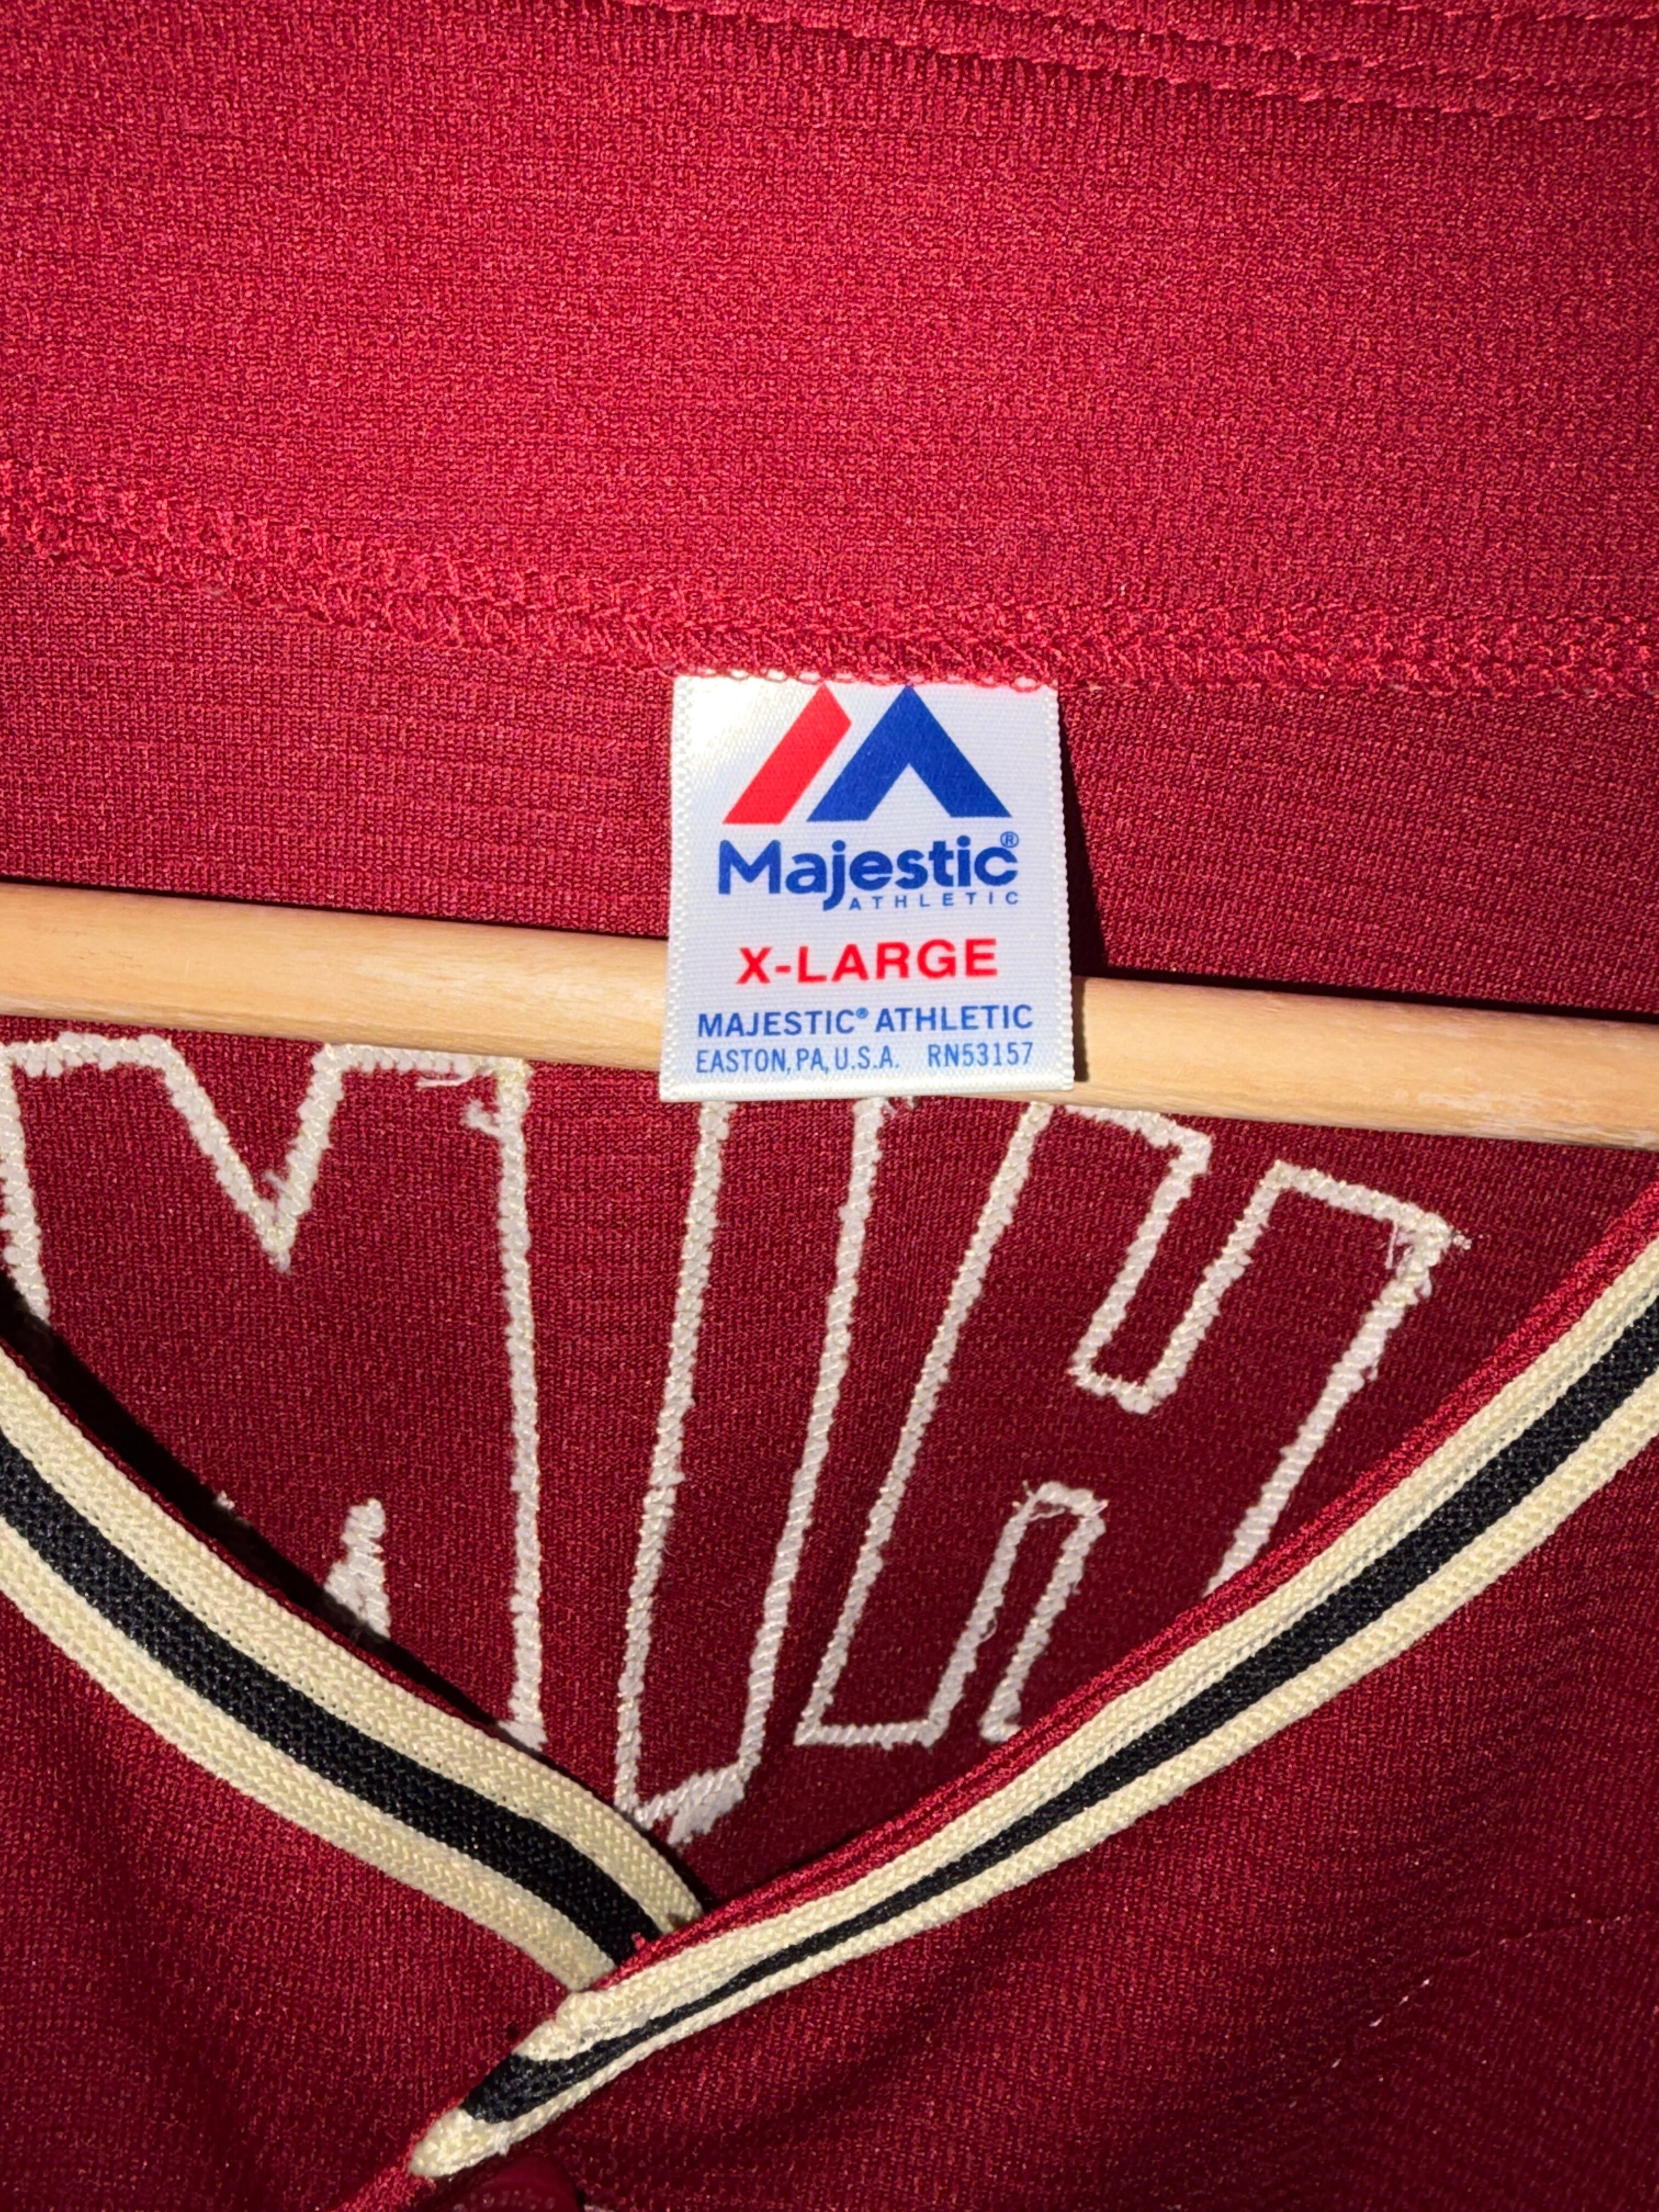 Majestic®
ATHLETIC
X-LARGE
MAJESTIC® ATHLETIC
EASTON, PA, U.S.A. RN53157